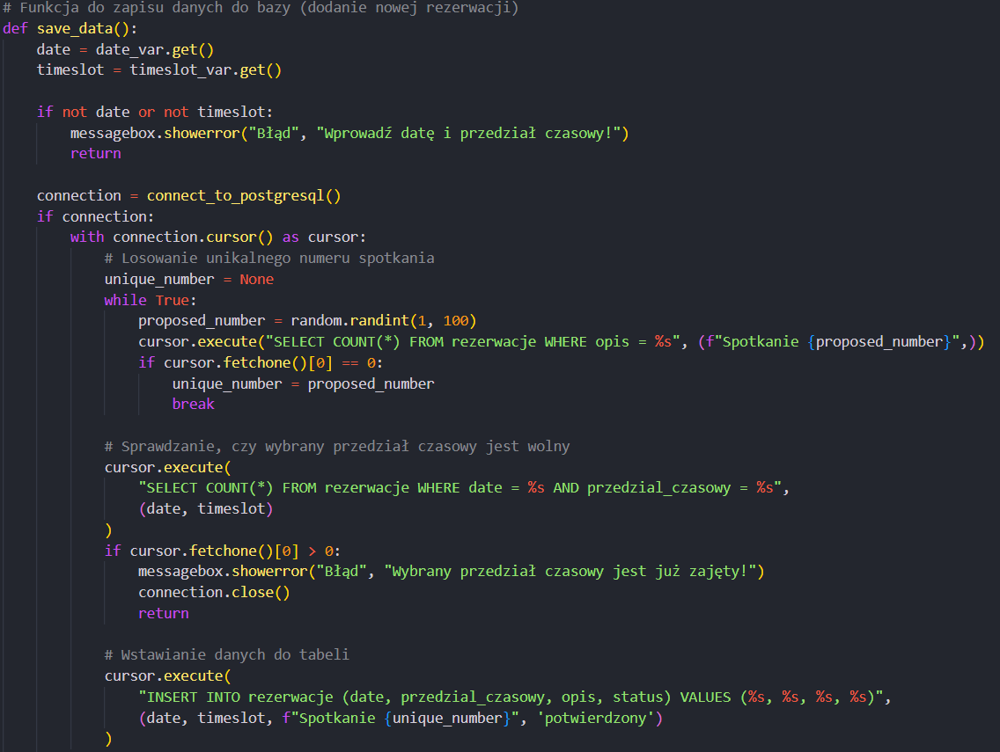 # Funkcja do zapisu danych do bazy (dodanie nowej rezerwacji)
def save_data():
    date = date_var.get()
    timeslot = timeslot_var.get()

    if not date or not timeslot:
        messagebox.showerror("Błąd", "Wprowadź datę i przedział czasowy!")
        return

    connection = connect_to_postgresql()
    if connection:
        with connection.cursor() as cursor:
            # Losowanie unikalnego numeru spotkania
            unique_number = None
            while True:
                proposed_number = random.randint(1, 100)
                cursor.execute("SELECT COUNT(*) FROM rezerwacje WHERE opis = %s", (f"Spotkanie {proposed_number}",))
                if cursor.fetchone()[0] == 0:
                    unique_number = proposed_number
                    break

            # Sprawdzanie, czy wybrany przedział czasowy jest wolny
            cursor.execute(
                "SELECT COUNT(*) FROM rezerwacje WHERE date = %s AND przedzial_czasowy = %s",
                (date, timeslot)
            )
            if cursor.fetchone()[0] > 0:
                messagebox.showerror("Błąd", "Wybrany przedział czasowy jest już zajęty!")
                connection.close()
                return

            # Wstawianie danych do tabeli
            cursor.execute(
                "INSERT INTO rezerwacje (date, przedzial_czasowy, opis, status) VALUES (%s, %s, %s, %s)",
                (date, timeslot, f"Spotkanie {unique_number}", 'potwierdzony')
            )